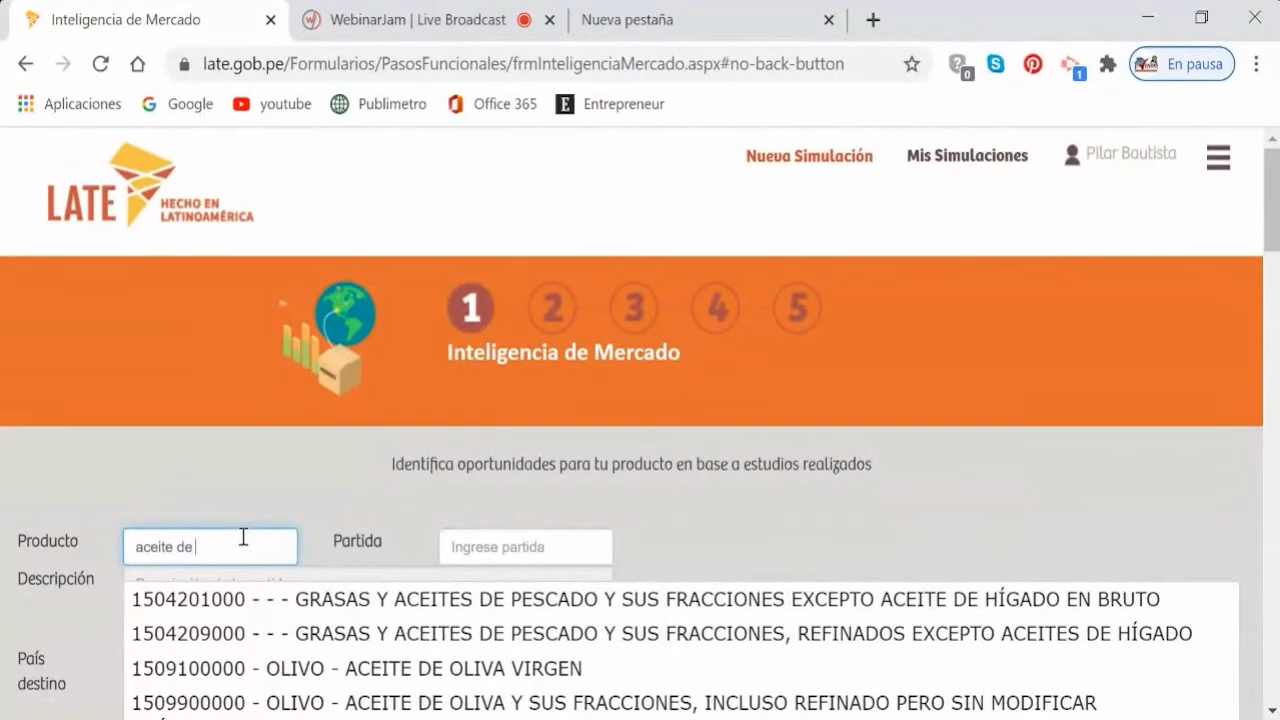 Inteligencia de Mercado
WebinarJam | Live Broadcast
Nueva pestaña
late.gob.pe/Formularios/PasosFuncionales/frmInteligenciaMercado.aspx#no-back-button
0
1
En pausa
Aplicaciones
Google
youtube
Publimetro
Office 365
E
Entrepreneur
LATE
HECHO EN
LATINOAMÉRICA
Nueva Simulación
Mis Simulaciones
Pilar Bautista
1 2 3 4 5
Inteligencia de Mercado
Identifica oportunidades para tu producto en base a estudios realizados
Producto
aceite de
Partida
Ingrese partida
Descripción
1504201000 - - - GRASAS Y ACEITES DE PESCADO Y SUS FRACCIONES EXCEPTO ACEITE DE HÍGADO EN BRUTO
1504209000 - - - GRASAS Y ACEITES DE PESCADO Y SUS FRACCIONES, REFINADOS EXCEPTO ACEITES DE HÍGADO
País
destino
1509100000 - OLIVO - ACEITE DE OLIVA VIRGEN
1509900000 - OLIVO - ACEITE DE OLIVA Y SUS FRACCIONES, INCLUSO REFINADO PERO SIN MODIFICAR